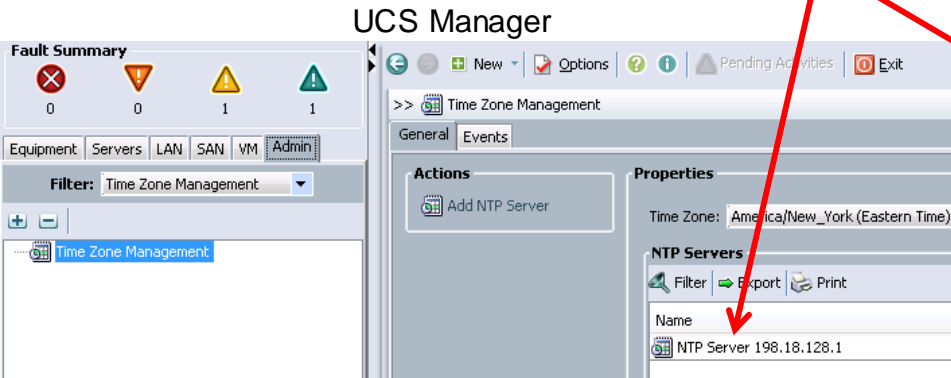 UCS Manager
Fault Summary
0 0 1 1
Equipment Servers LAN SAN VM Admin
Filter: Time Zone Management
Time Zone Management
New Options Pending Activities Exit
>> Time Zone Management
General Events
Actions
Add NTP Server
Properties
Time Zone: America/New_York (Eastern Time)
NTP Servers
Filter Export Print
Name
NTP Server 198.18.128.1